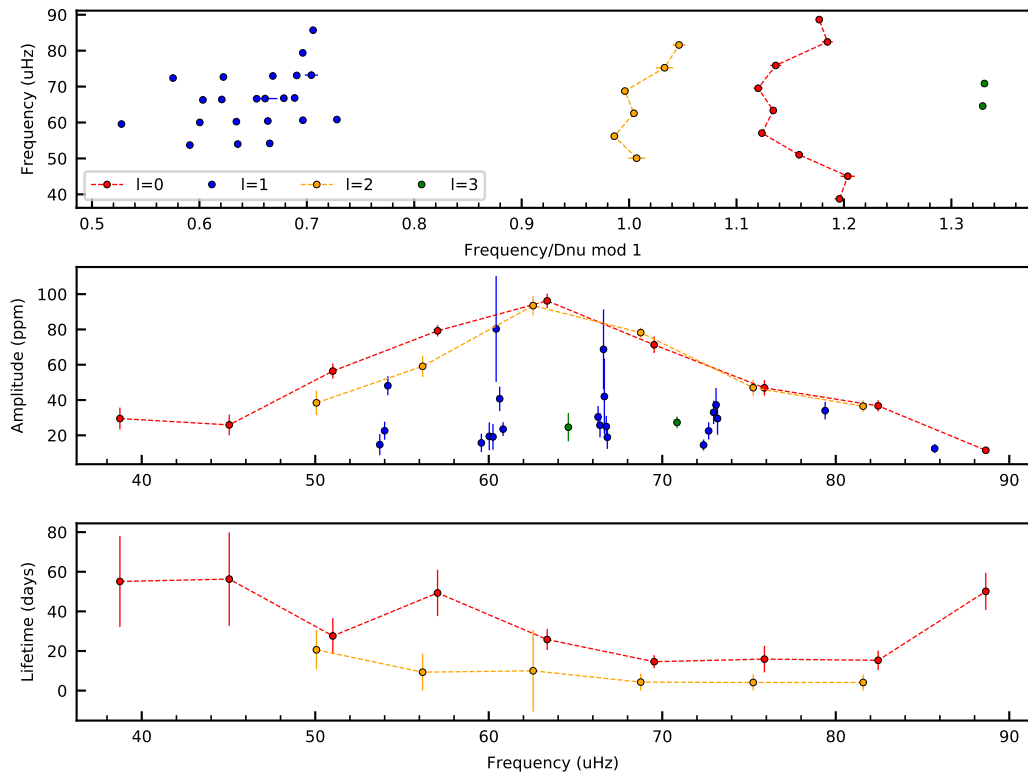 90
80
70
60
50
40
Frequency (uHz)
l=0 l=1 l=2 l=3
0.5 0.6 0.7 0.8 0.9 1.0 1.1 1.2 1.3
Frequency/Dnu mod 1
100
80
60
40
20
Amplitude (ppm)
40 50 60 70 80 90
80
60
40
20
0
Lifetime (days)
40 50 60 70 80 90
Frequency (uHz)